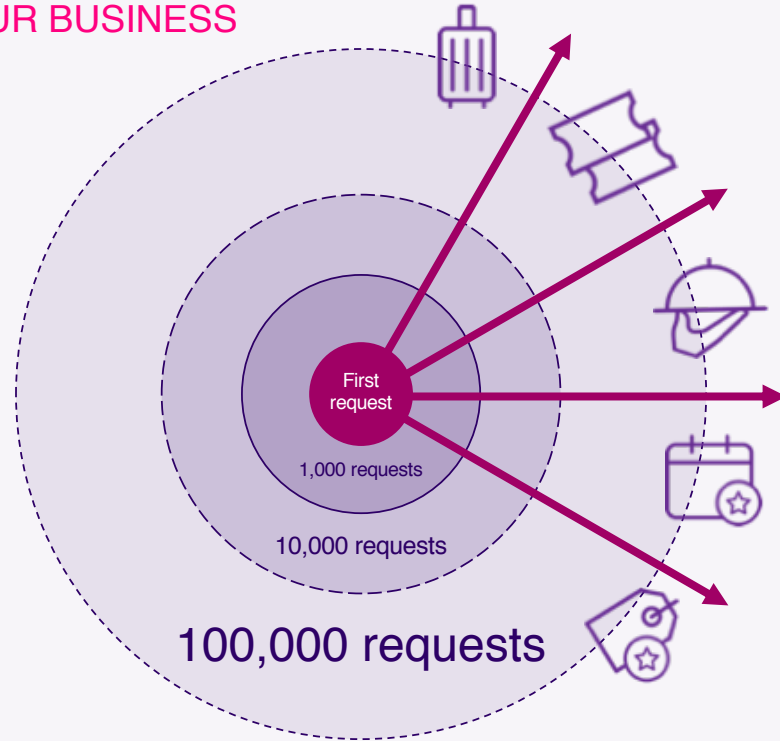 UR BUSINESS
First
request
1,000 requests
10,000 requests
100,000 requests